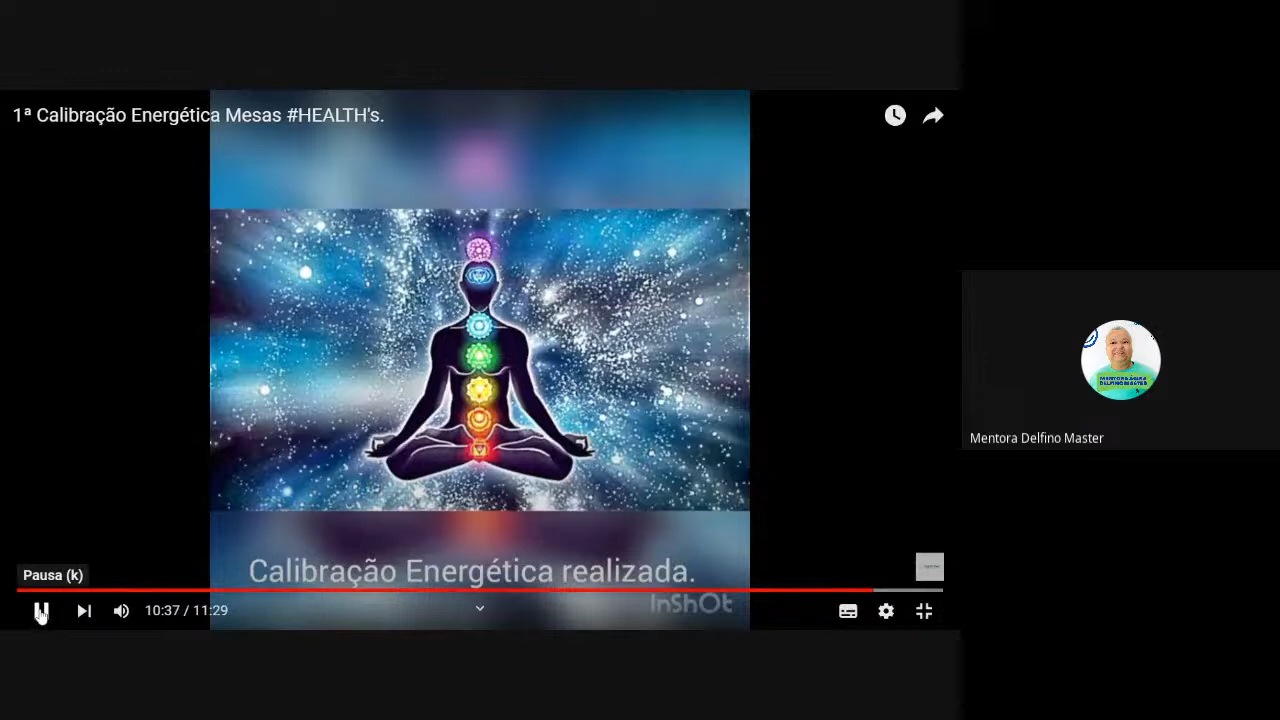 1ª Calibração Energética Mesas #HEALTH's.
Calibração Energética realizada.
InShOt
Pausa (k)
10:37 / 11:29
Mentora Delfino Master